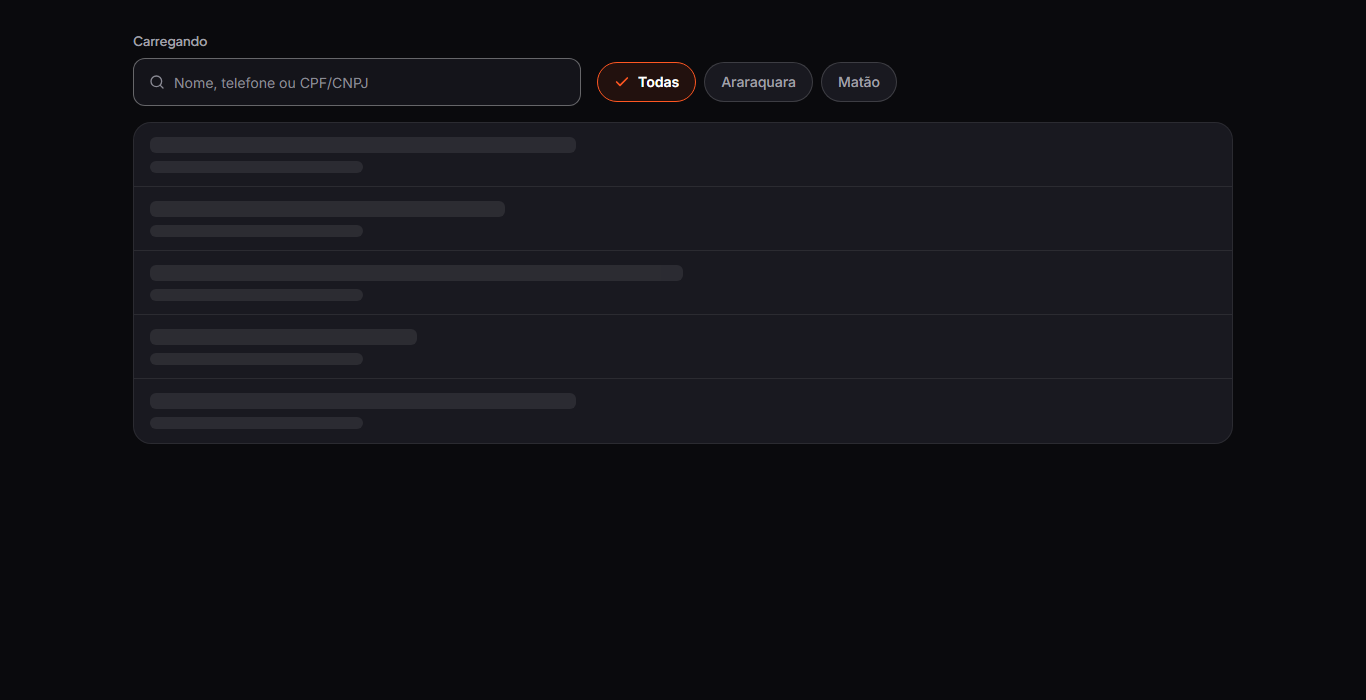 Carregando
Nome, telefone ou CPF/CNPJ
Todas
Araraquara
Matão